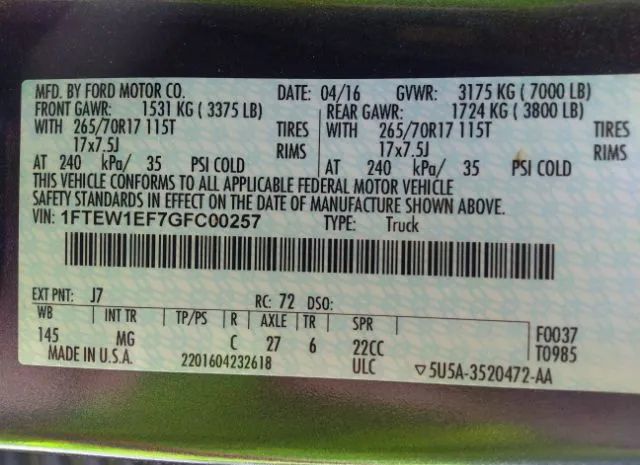 MFD. BY FORD MOTOR CO. DATE: 04/16 GVWR: 3175 KG ( 7000 LB)
FRONT GAWR: 1531 KG ( 3375 LB) REAR GAWR: 1724 KG ( 3800 LB)
WITH 265/70R17 115T TIRES WITH 265/70R17 115T TIRES
17x7.5J RIMS 17x7.5J RIMS
AT 240 kPa/ 35 PSI COLD AT 240 kPa/ 35 PSI COLD
THIS VEHICLE CONFORMS TO ALL APPLICABLE FEDERAL MOTOR VEHICLE
SAFETY STANDARDS IN EFFECT ON THE DATE OF MANUFACTURE SHOWN ABOVE.
VIN: 1FTEW1EF7GFC00257 TYPE: Truck
EXT PNT: J7 RC: 72 DSO:
WB INT TR TP/PS R AXLE TR SPR F0037
145 MG C 27 6 22CC T0985
MADE IN U.S.A. 2201604232618 ULC ▽5U5A-3520472-AA